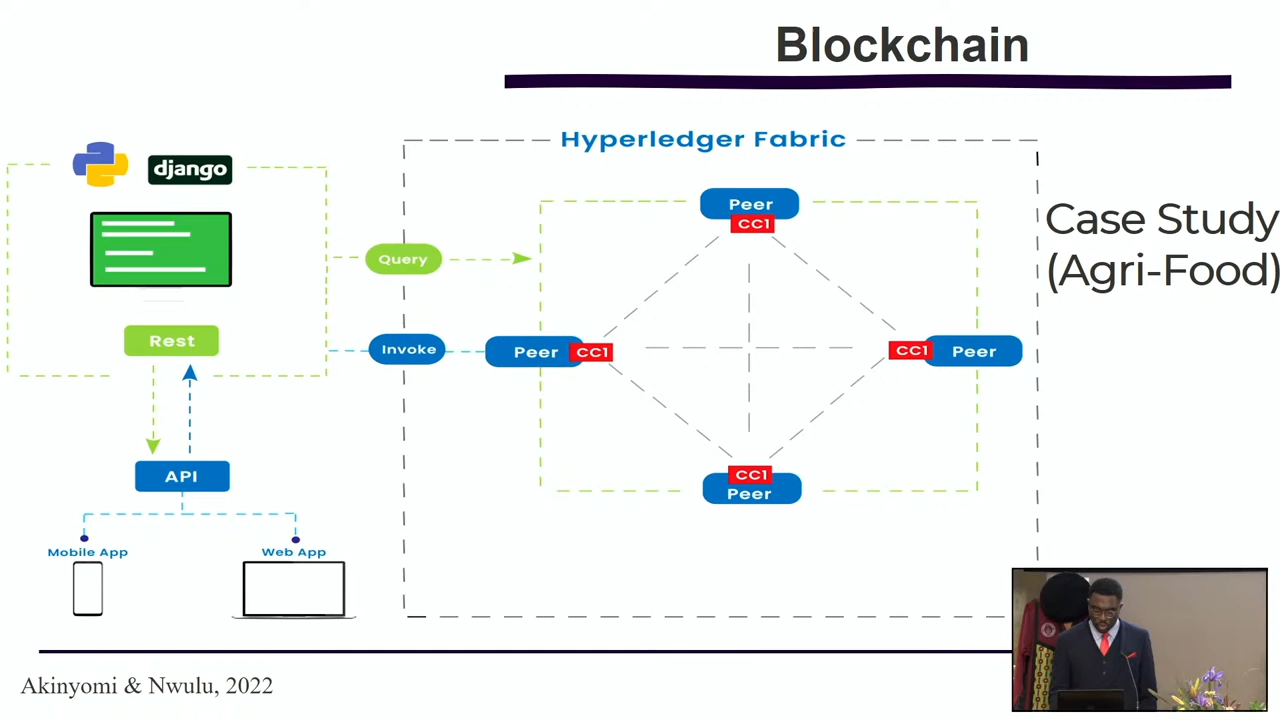 Blockchain
Hyperledger Fabric
django
Peer
CC1
Case Study
(Agri-Food)
Query
Rest
Invoke
Peer
CC1
CC1
Peer
API
CC1
Peer
Mobile App
Web App
Akinyomi & Nwulu, 2022